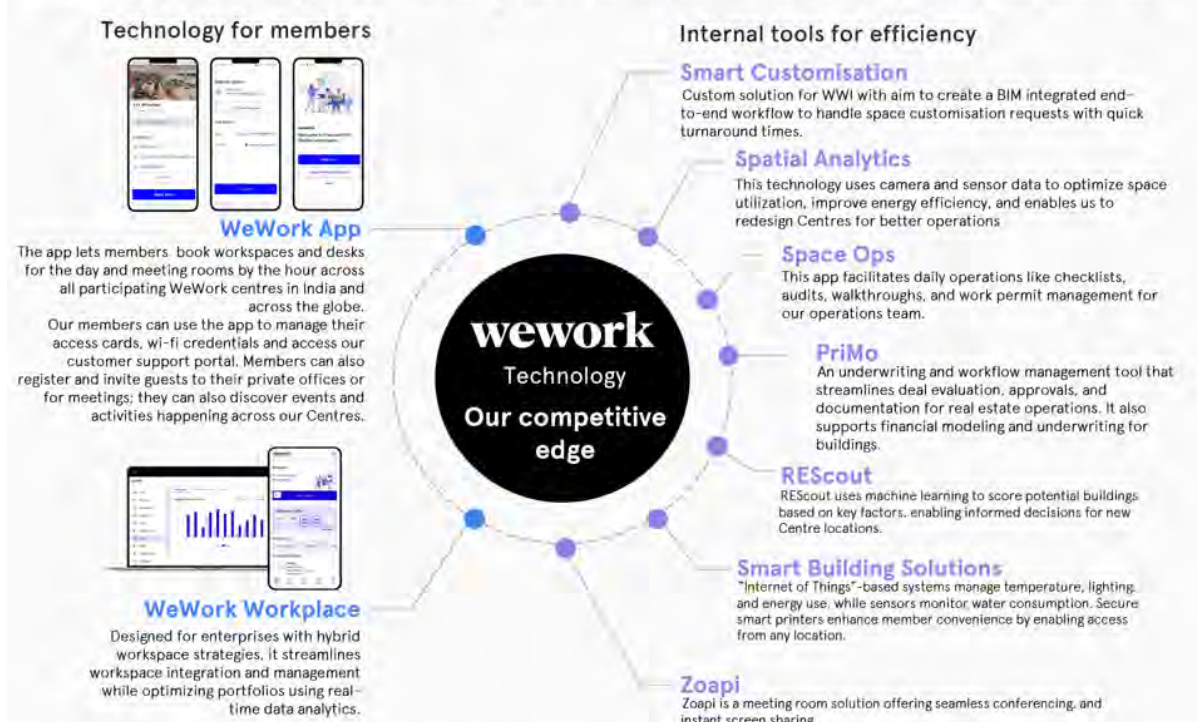 Technology for members
WeWork App
The app lets members book workspaces and desks
for the day and meeting rooms by the hour across
all participating WeWork centres in India and
across the globe.
Our members can use the app to manage their
access cards, wi-fi credentials and access our
customer support portal. Members can also
register and invite guests to their private offices or
for meetings; they can also discover events and
activities happening across our Centres.
WeWork Workplace
Designed for enterprises with hybrid
workspace strategies, it streamlines
workspace integration and management
while optimizing portfolios using real-
time data analytics.
wework
Technology
Our competitive
edge
Internal tools for efficiency
Smart Customisation
Custom solution for WWI with aim to create a BIM integrated end-
to-end workflow to handle space customisation requests with quick
turnaround times.
Spatial Analytics
This technology uses camera and sensor data to optimize space
utilization, improve energy efficiency, and enables us to
redesign Centres for better operations
Space Ops
This app facilitates daily operations like checklists,
audits, walkthroughs, and work permit management for
our operations team.
PriMo
An underwriting and workflow management tool that
streamlines deal evaluation, approvals, and
documentation for real estate operations. It also
supports financial modeling and underwriting for
buildings.
REScout
REScout uses machine learning to score potential buildings
based on key factors, enabling informed decisions for new
Centre locations.
Smart Building Solutions
"Internet of Things"-based systems manage temperature, lighting,
and energy use, while sensors monitor water consumption. Secure
smart printers enhance member convenience by enabling access
from any location.
Zoapi
Zoapi is a meeting room solution offering seamless conferencing, and
instant screen sharing